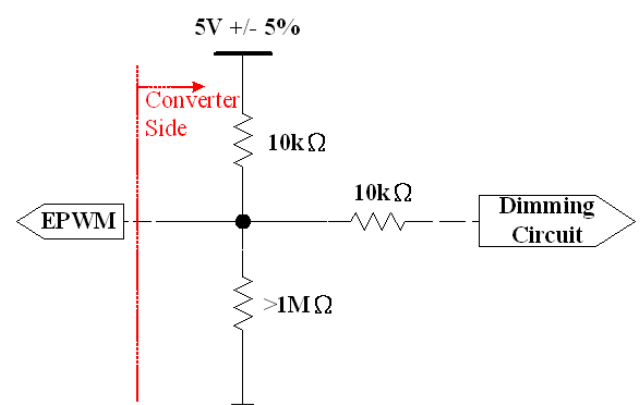 5V +/- 5%
Converter
Side
10kΩ
10kΩ
EPWM
Dimming
Circuit
>1MΩ